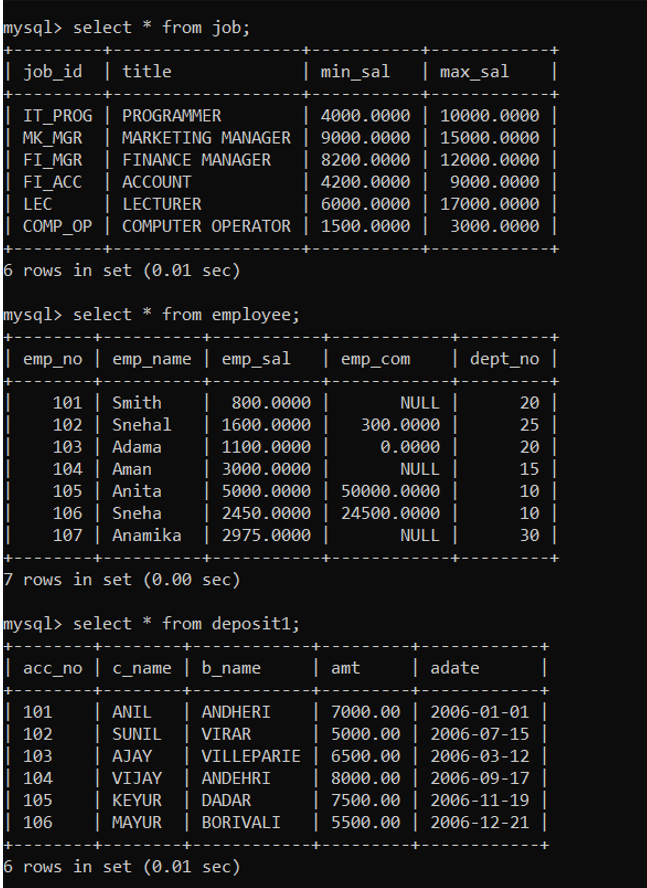 mysql> select * from job;
+---------+-------------------+-----------+------------+
| job_id  | title             | min_sal   | max_sal    |
+---------+-------------------+-----------+------------+
| IT_PROG | PROGRAMMER        | 4000.0000 | 10000.0000 |
| MK_MGR  | MARKETING MANAGER | 9000.0000 | 15000.0000 |
| FI_MGR  | FINANCE MANAGER   | 8200.0000 | 12000.0000 |
| FI_ACC  | ACCOUNT           | 4200.0000 |  9000.0000 |
| LEC     | LECTURER          | 6000.0000 | 17000.0000 |
| COMP_OP | COMPUTER OPERATOR | 1500.0000 |  3000.0000 |
+---------+-------------------+-----------+------------+
6 rows in set (0.01 sec)
mysql> select * from employee;
+--------+----------+-----------+------------+---------+
| emp_no | emp_name | emp_sal   | emp_com    | dept_no |
+--------+----------+-----------+------------+---------+
|    101 | Smith    |  800.0000 |       NULL |      20 |
|    102 | Snehal   | 1600.0000 |   300.0000 |      25 |
|    103 | Adama    | 1100.0000 |     0.0000 |      20 |
|    104 | Aman     | 3000.0000 |       NULL |      15 |
|    105 | Anita    | 5000.0000 | 50000.0000 |      10 |
|    106 | Sneha    | 2450.0000 | 24500.0000 |      10 |
|    107 | Anamika  | 2975.0000 |       NULL |      30 |
+--------+----------+-----------+------------+---------+
7 rows in set (0.00 sec)
mysql> select * from deposit1;
+--------+--------+------------+---------+------------+
| acc_no | c_name | b_name     | amt     | adate      |
+--------+--------+------------+---------+------------+
| 101    | ANIL   | ANDHERI    | 7000.00 | 2006-01-01 |
| 102    | SUNIL  | VIRAR      | 5000.00 | 2006-07-15 |
| 103    | AJAY   | VILLEPARIE | 6500.00 | 2006-03-12 |
| 104    | VIJAY  | ANDEHRI    | 8000.00 | 2006-09-17 |
| 105    | KEYUR  | DADAR      | 7500.00 | 2006-11-19 |
| 106    | MAYUR  | BORIVALI   | 5500.00 | 2006-12-21 |
+--------+--------+------------+---------+------------+
6 rows in set (0.01 sec)